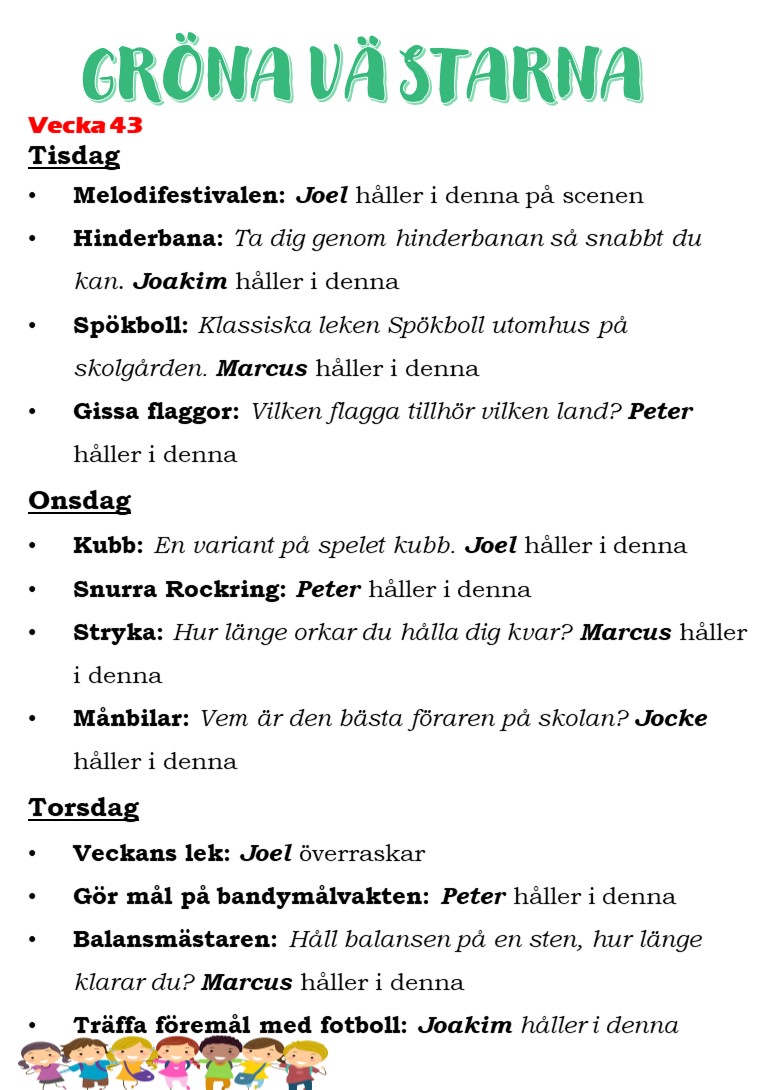 GRÖNA VÄSTARNA
Vecka 43
Tisdag
• Melodifestivalen: Joel håller i denna på scenen
• Hinderbana: Ta dig genom hinderbanan så snabbt du
kan. Joakim håller i denna
• Spökboll: Klassiska leken Spökboll utomhus på
skolgården. Marcus håller i denna
• Gissa flaggor: Vilken flagga tillhör vilken land? Peter
håller i denna
Onsdag
• Kubb: En variant på spelet kubb. Joel håller i denna
• Snurra Rockring: Peter håller i denna
• Stryka: Hur länge orkar du hålla dig kvar? Marcus håller
i denna
• Månbilar: Vem är den bästa föraren på skolan? Jocke
håller i denna
Torsdag
• Veckans lek: Joel överraskar
• Gör mål på bandymålvakten: Peter håller i denna
• Balansmästaren: Håll balansen på en sten, hur länge
klarar du? Marcus håller i denna
• Träffa föremål med fotboll: Joakim håller i denna